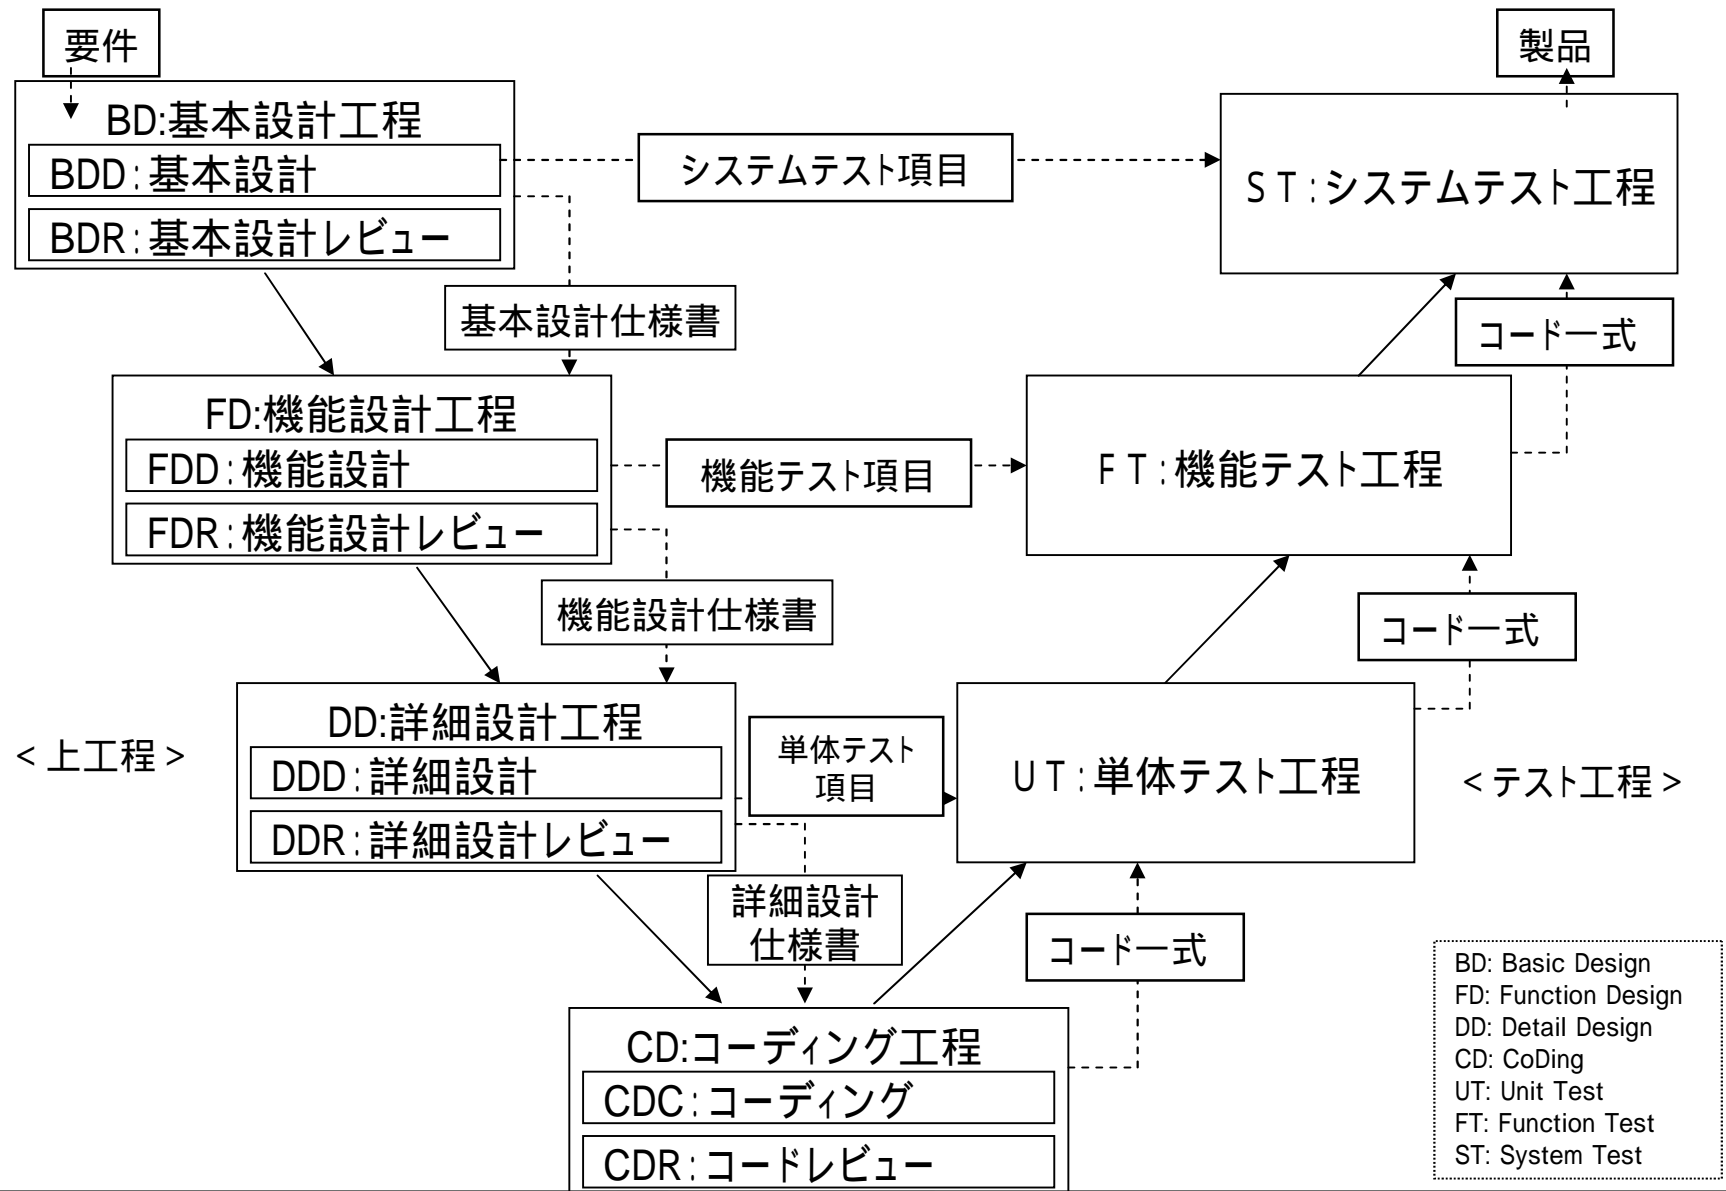 要件
製品
BD:基本設計工程
BDD:基本設計
BDR:基本設計レビュー
システムテスト項目
ST:システムテスト工程
基本設計仕様書
コード一式
FD:機能設計工程
FDD:機能設計
FDR:機能設計レビュー
機能テスト項目
FT:機能テスト工程
機能設計仕様書
コード一式
<上工程>
DD:詳細設計工程
DDD:詳細設計
DDR:詳細設計レビュー
単体テスト
項目
UT:単体テスト工程
<テスト工程>
詳細設計
仕様書
コード一式
CD:コーディング工程
CDC:コーディング
CDR:コードレビュー
BD: Basic Design
FD: Function Design
DD: Detail Design
CD: CoDing
UT: Unit Test
FT: Function Test
ST: System Test